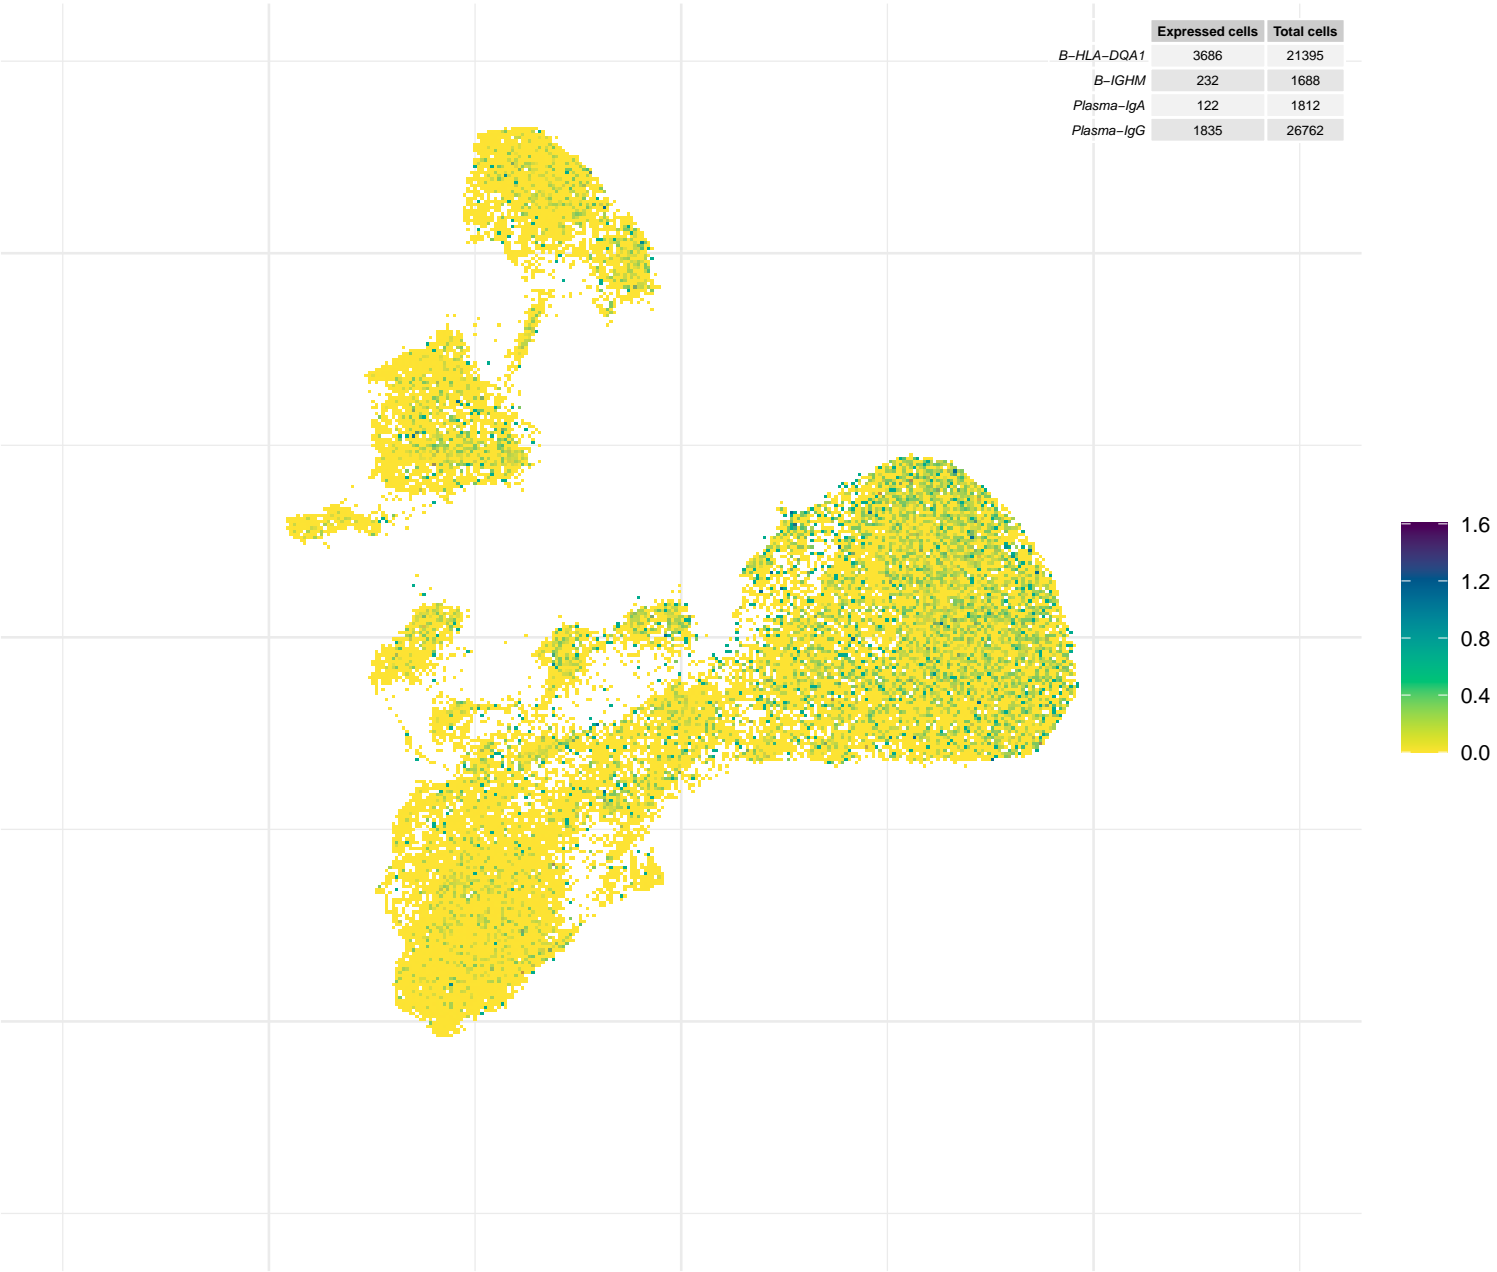 Expressed cells Total cells
B−HLA−DQA1 3686 21395
B−IGHM 232 1688
Plasma−IgA 122 1812
Plasma−IgG 1835 26762
1.6
1.2
0.8
0.4
0.0